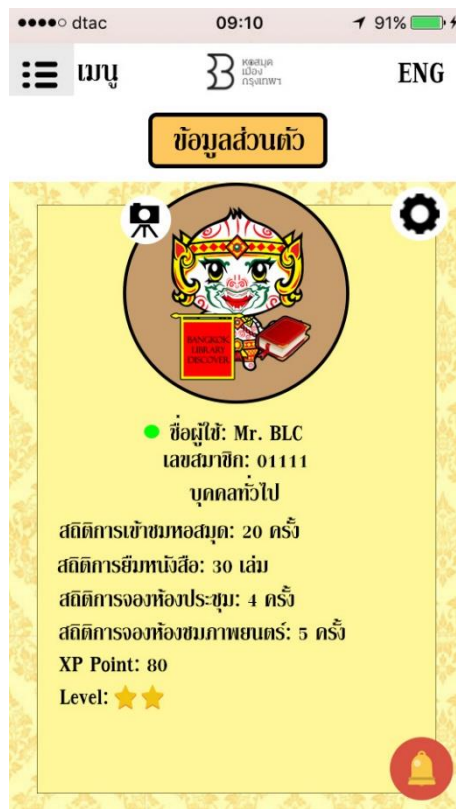 dtac 09:10 91%
เมนู
หอสมุด
เมือง
กรุงเทพฯ
ENG
ข้อมูลส่วนตัว
BANGKOK
LIBRARY
DISCOVER
ชื่อผู้ใช้: Mr. BLC
เลขสมาชิก: 01111
บุคคลทั่วไป
สถิติการเข้าชมหอสมุด: 20 ครั้ง
สถิติการยืมหนังสือ: 30 เล่ม
สถิติการจองห้องประชุม: 4 ครั้ง
สถิติการจองห้องชมภาพยนตร์: 5 ครั้ง
XP Point: 80
Level: